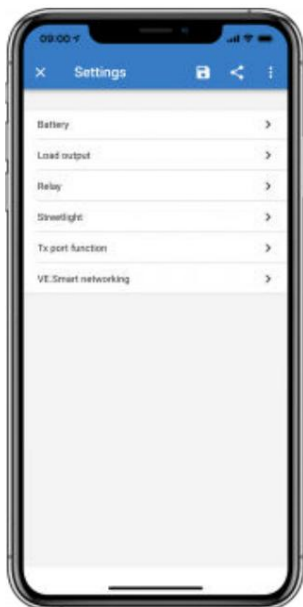 09:00
Settings
Battery
Load output
Relay
Streetlight
Tx port function
VE.Smart networking